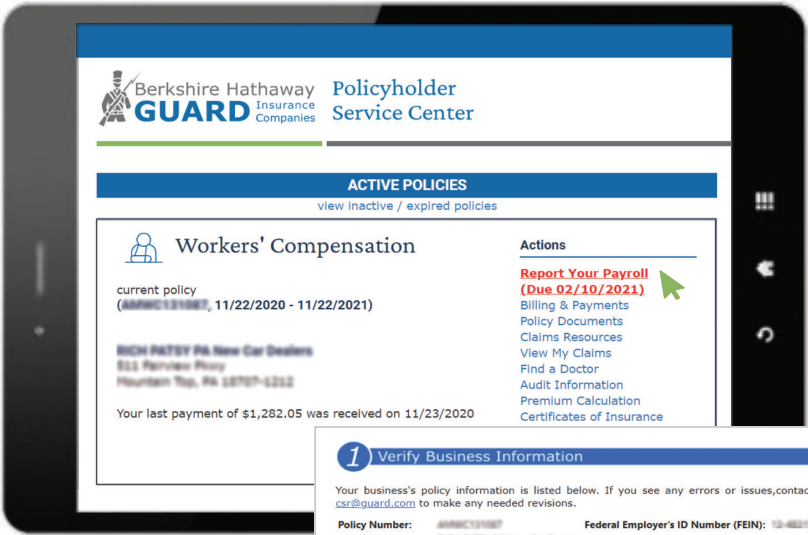 Berkshire Hathaway
GUARD Insurance Companies
Policyholder
Service Center
ACTIVE POLICIES
view inactive / expired policies
Workers' Compensation
current policy
( , 11/22/2020 - 11/22/2021)
Your last payment of $1,282.05 was received on 11/23/2020
Actions
Report Your Payroll
(Due 02/10/2021)
Billing & Payments
Policy Documents
Claims Resources
View My Claims
Find a Doctor
Audit Information
Premium Calculation
Certificates of Insurance
1 Verify Business Information
Your business's policy information is listed below. If you see any errors or issues,contac
csr@guard.com to make any needed revisions.
Policy Number:
Federal Employer's ID Number (FEIN):